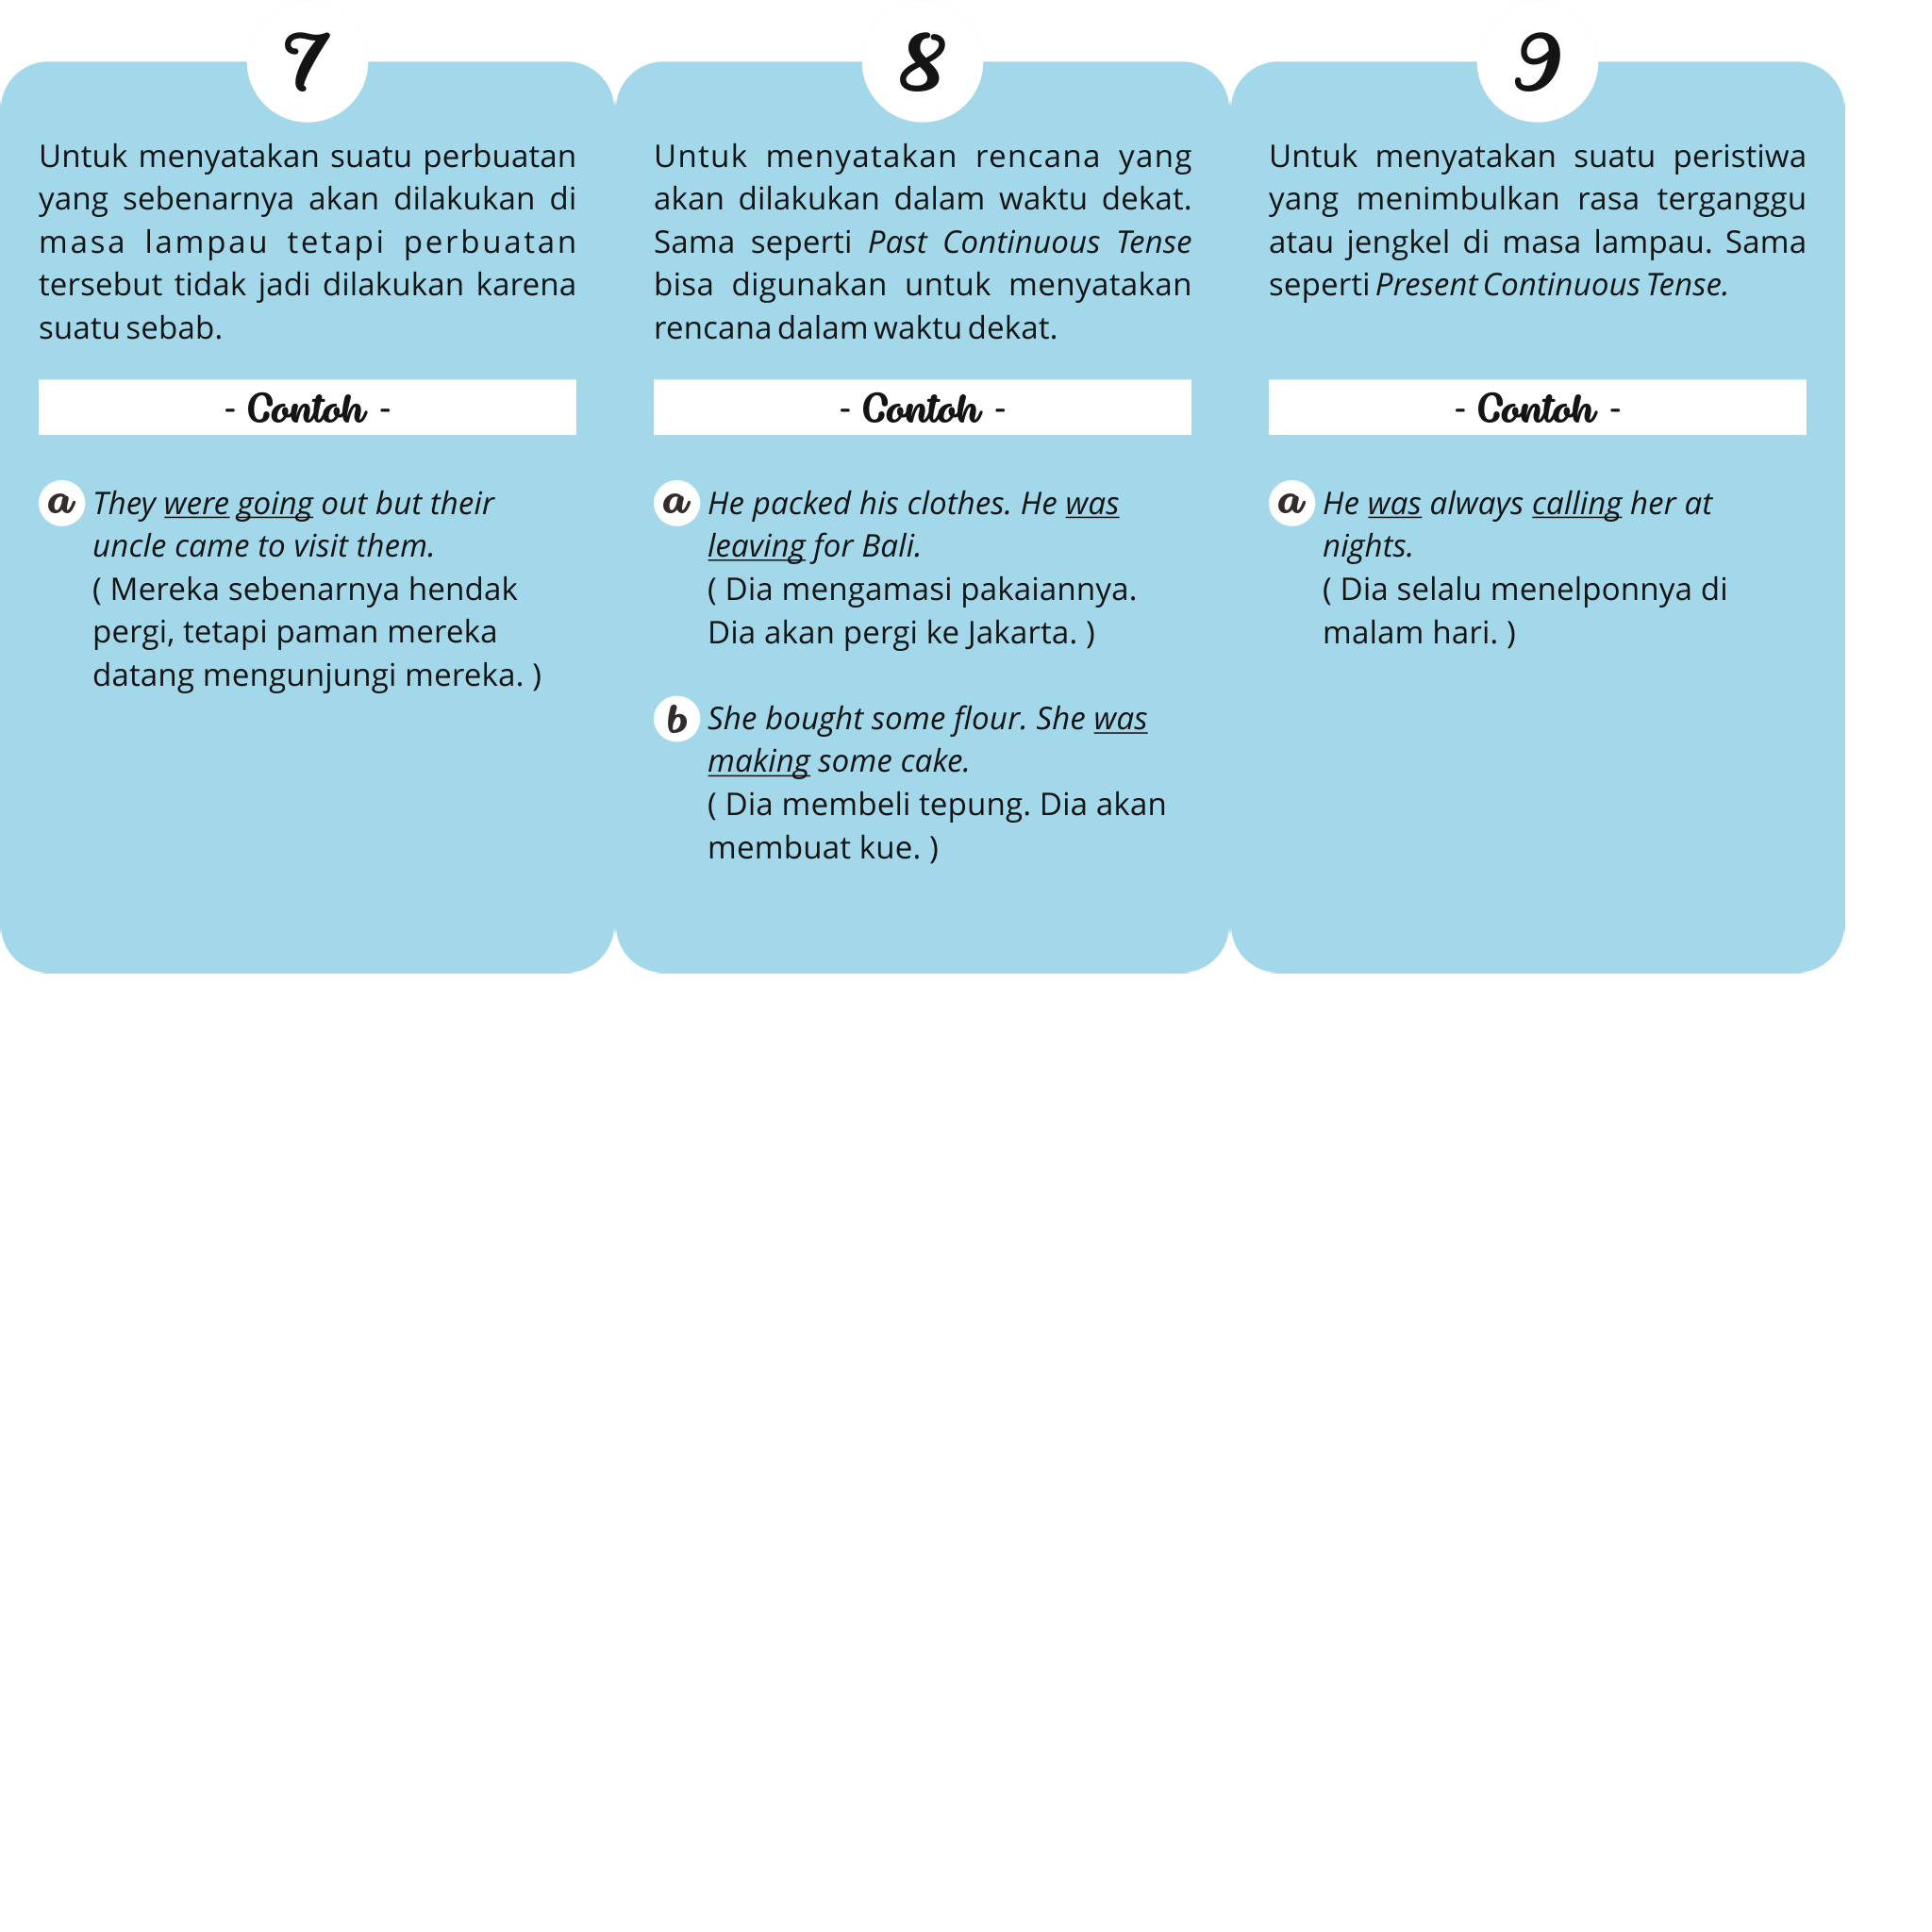 7
Untuk menyatakan suatu perbuatan
yang sebenarnya akan dilakukan di
masa lampau tetapi perbuatan
tersebut tidak jadi dilakukan karena
suatu sebab.
- Contoh -
a They were going out but their
uncle came to visit them.
( Mereka sebenarnya hendak
pergi, tetapi paman mereka
datang mengunjungi mereka. )
8
Untuk menyatakan rencana yang
akan dilakukan dalam waktu dekat.
Sama seperti Past Continuous Tense
bisa digunakan untuk menyatakan
rencana dalam waktu dekat.
- Contoh -
a He packed his clothes. He was
leaving for Bali.
( Dia mengamasi pakaiannya.
Dia akan pergi ke Jakarta. )
b She bought some flour. She was
making some cake.
( Dia membeli tepung. Dia akan
membuat kue. )
9
Untuk menyatakan suatu peristiwa
yang menimbulkan rasa terganggu
atau jengkel di masa lampau. Sama
seperti Present Continuous Tense.
- Contoh -
a He was always calling her at
nights.
( Dia selalu menelponnya di
malam hari. )